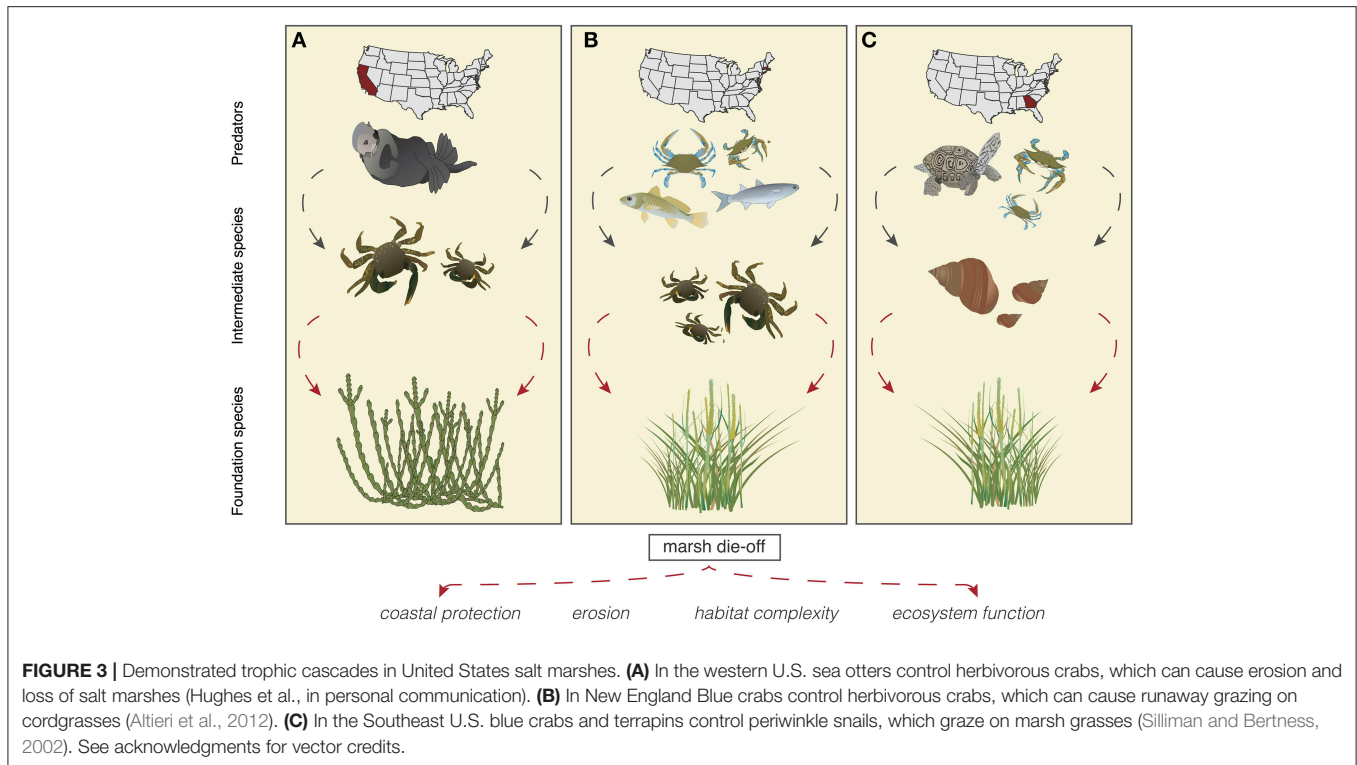 A
B
C
Predators
Intermediate species
Foundation species
marsh die-off
coastal protection erosion habitat complexity ecosystem function
FIGURE 3 | Demonstrated trophic cascades in United States salt marshes. (A) In the western U.S. sea otters control herbivorous crabs, which can cause erosion and
loss of salt marshes (Hughes et al., in personal communication). (B) In New England Blue crabs control herbivorous crabs, which can cause runaway grazing on
cordgrasses (Altieri et al., 2012). (C) In the Southeast U.S. blue crabs and terrapins control periwinkle snails, which graze on marsh grasses (Silliman and Bertness,
2002). See acknowledgments for vector credits.